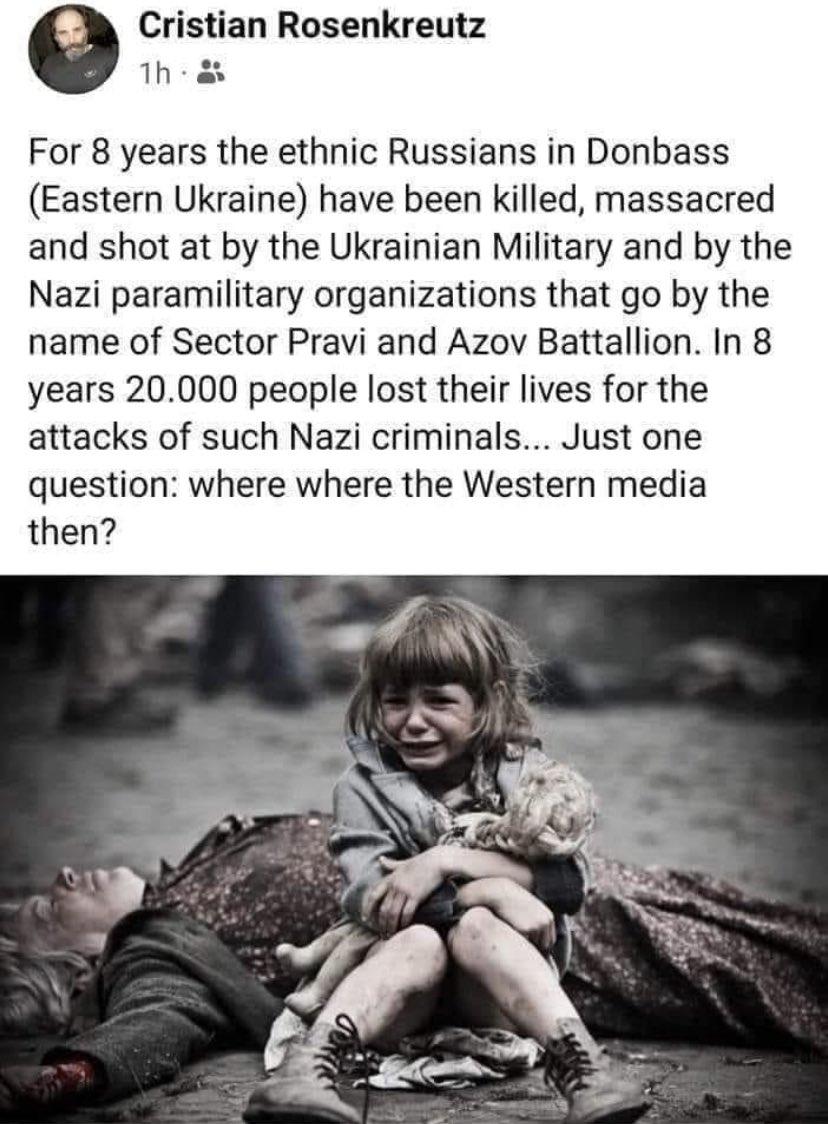 Cristian Rosenkreutz
1h ·
For 8 years the ethnic Russians in Donbass
(Eastern Ukraine) have been killed, massacred
and shot at by the Ukrainian Military and by the
Nazi paramilitary organizations that go by the
name of Sector Pravi and Azov Battallion. In 8
years 20.000 people lost their lives for the
attacks of such Nazi criminals... Just one
question: where where the Western media
then?